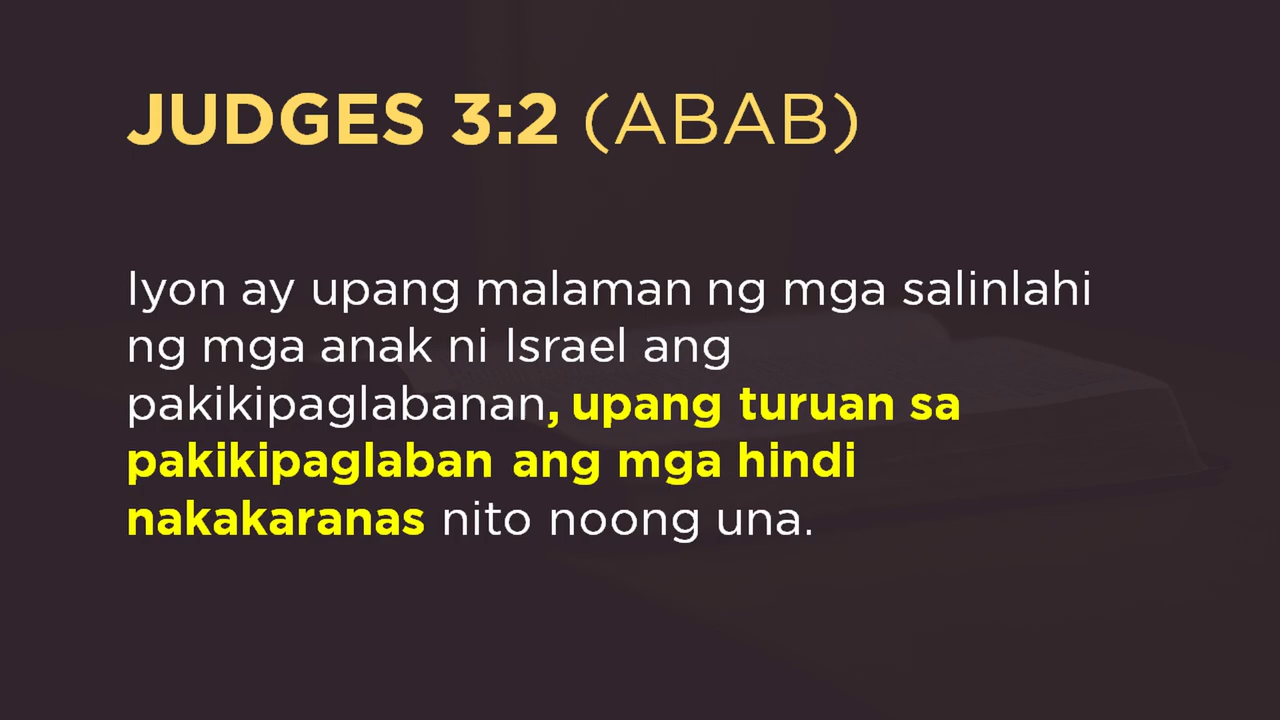 JUDGES 3:2 (ABAB)
Iyon ay upang malaman ng mga salinlahi
ng mga anak ni Israel ang
pakikipaglabanan, upang turuan sa
pakikipaglaban ang mga hindi
nakakaranas nito noong una.